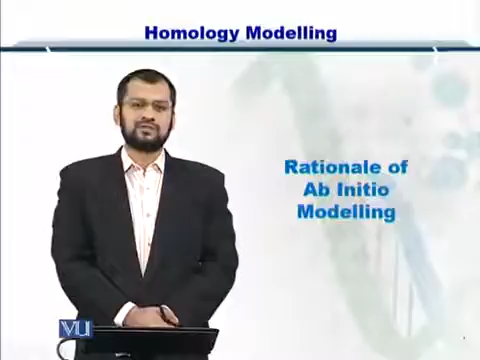 Homology Modelling
Rationale of
Ab Initio
Modelling
VU